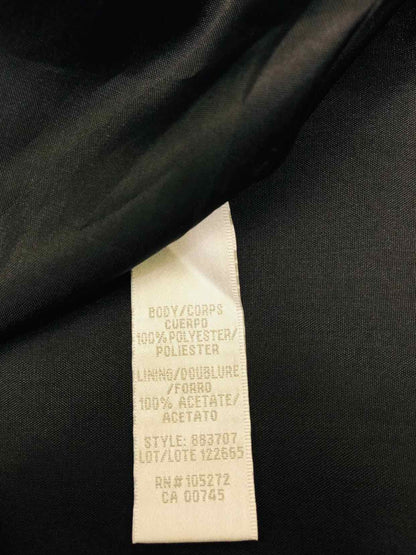 BODY/CORPS
CUERPO
100% POLYESTER/
POLIESTER
LINING/DOUBLURE
/FORRO
100% ACETATE/
ACETATO
STYLE: 883707
LOT/LOTE 122665
RN# 105272
CA 00745